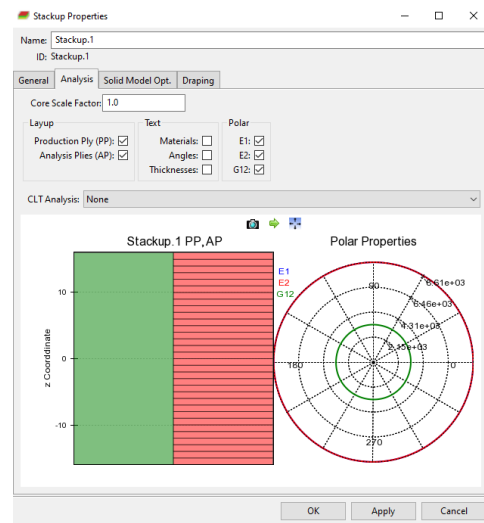 Stackup Properties
Name: Stackup.1
ID: Stackup.1
General Analysis Solid Model Opt. Draping
Core Scale Factor: 1.0
Layup Text Polar
Production Ply (PP): Materials: E1:
Analysis Plies (AP): Angles: E2:
Thicknesses: G12:
CLT Analysis: None
Stackup.1 PP,AP Polar Properties
E1
E2
G12
90
8.61e+03
6.46e+03
4.31e+03
2.15e+03
180
0
270
z Coordinate
10
0
-10
OK Apply Cancel